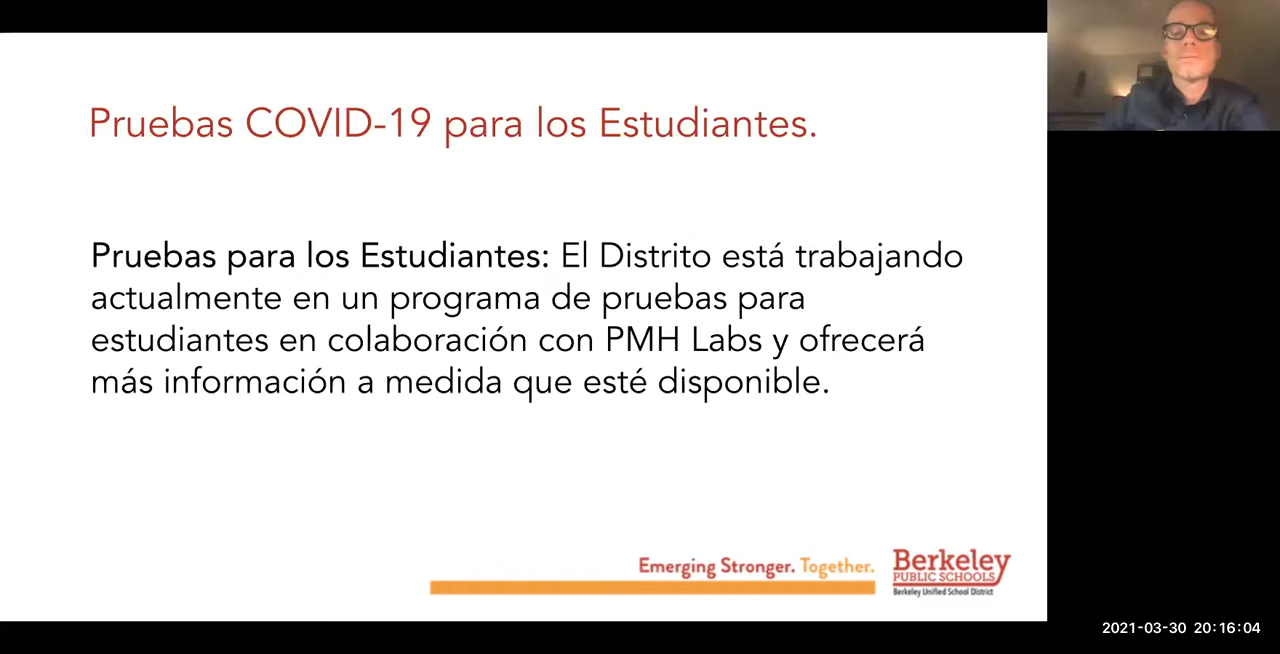 Pruebas COVID-19 para los Estudiantes.
Pruebas para los Estudiantes: El Distrito está trabajando
actualmente en un programa de pruebas para
estudiantes en colaboración con PMH Labs y ofrecerá
más información a medida que esté disponible.
Emerging Stronger. Together.
Berkeley
PUBLIC SCHOOLS
Berkeley Unified School District
2021-03-30 20:16:04